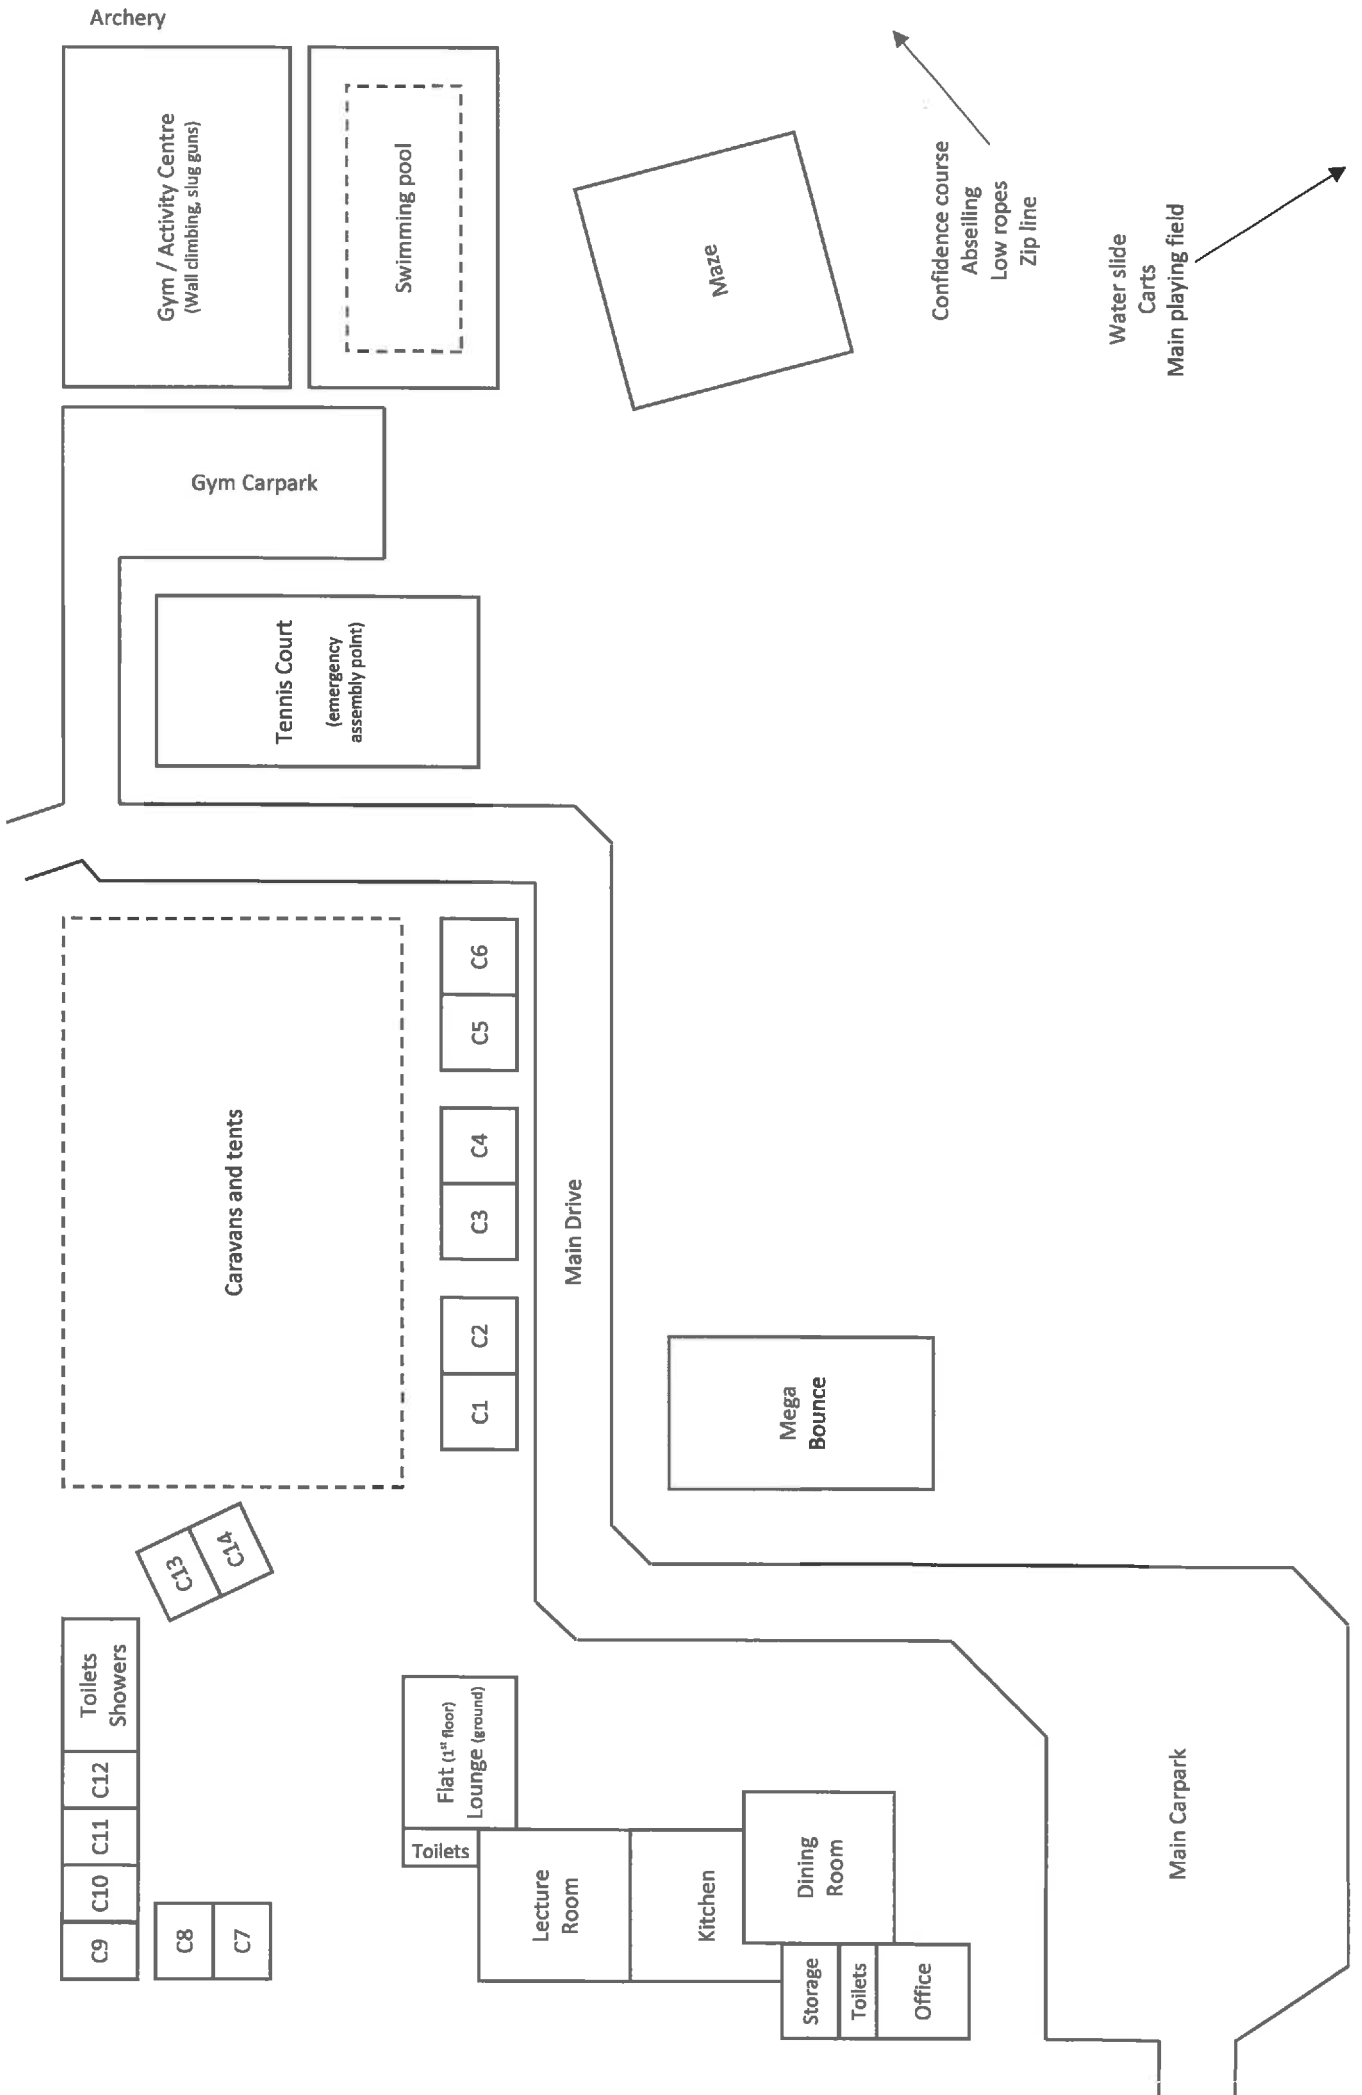 Archery
Gym / Activity Centre
(Wall climbing, slug guns)
Swimming pool
Maze
Confidence course
Abseiling
Low ropes
Zip line
Water slide
Carts
Main playing field
Gym Carpark
Tennis Court
(emergency
assembly point)
Caravans and tents
C6
C5
C4
C3
C2
C1
Main Drive
Mega
Bounce
C13
C14
Toilets
Showers
C12
C11
C10
C9
C8
C7
Flat (1st floor)
Lounge (ground)
Toilets
Lecture
Room
Kitchen
Dining
Room
Storage
Toilets
Office
Main Carpark